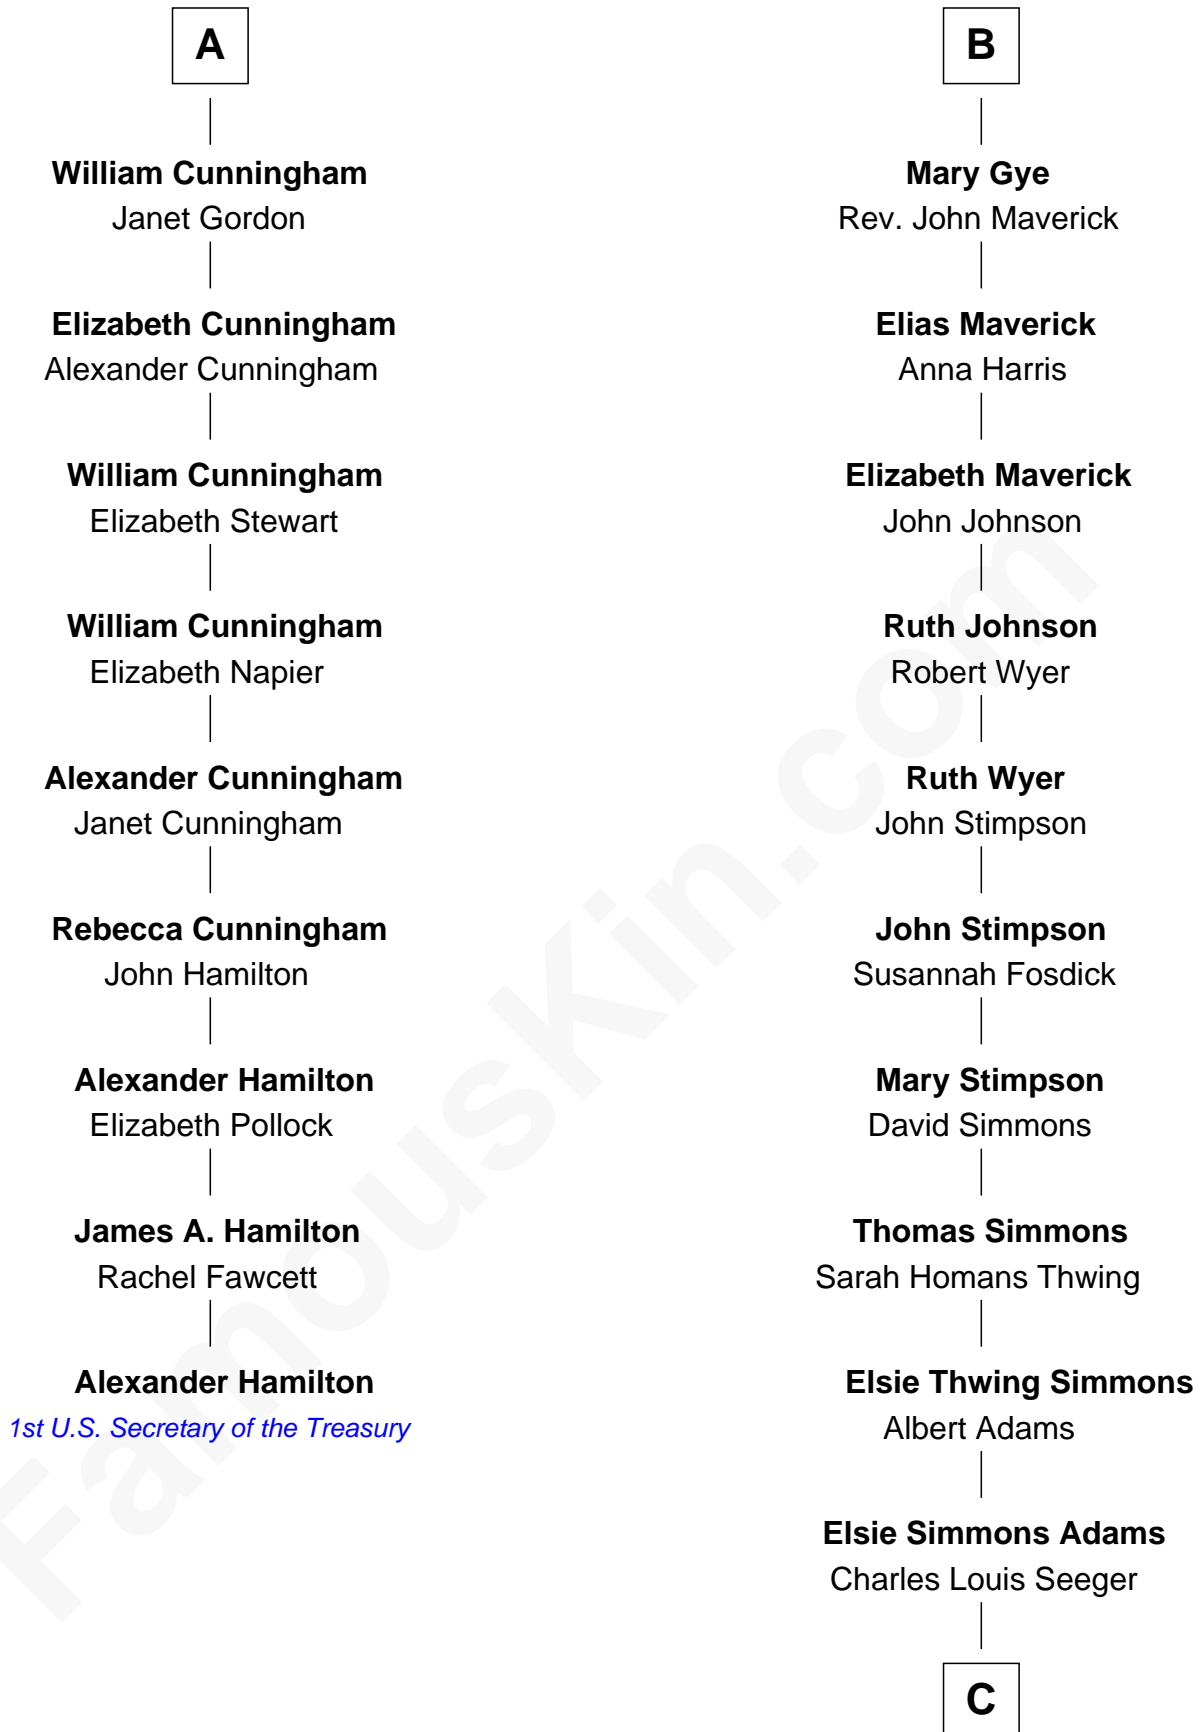 A
William Cunningham
Janet Gordon
Elizabeth Cunningham
Alexander Cunningham
William Cunningham
Elizabeth Stewart
William Cunningham
Elizabeth Napier
Alexander Cunningham
Janet Cunningham
Rebecca Cunningham
John Hamilton
Alexander Hamilton
Elizabeth Pollock
James A. Hamilton
Rachel Fawcett
Alexander Hamilton
1st U.S. Secretary of the Treasury
B
Mary Gye
Rev. John Maverick
Elias Maverick
Anna Harris
Elizabeth Maverick
John Johnson
Ruth Johnson
Robert Wyer
Ruth Wyer
John Stimpson
John Stimpson
Susannah Fosdick
Mary Stimpson
David Simmons
Thomas Simmons
Sarah Homans Thwing
Elsie Thwing Simmons
Albert Adams
Elsie Simmons Adams
Charles Louis Seeger
C
FamousKin.com